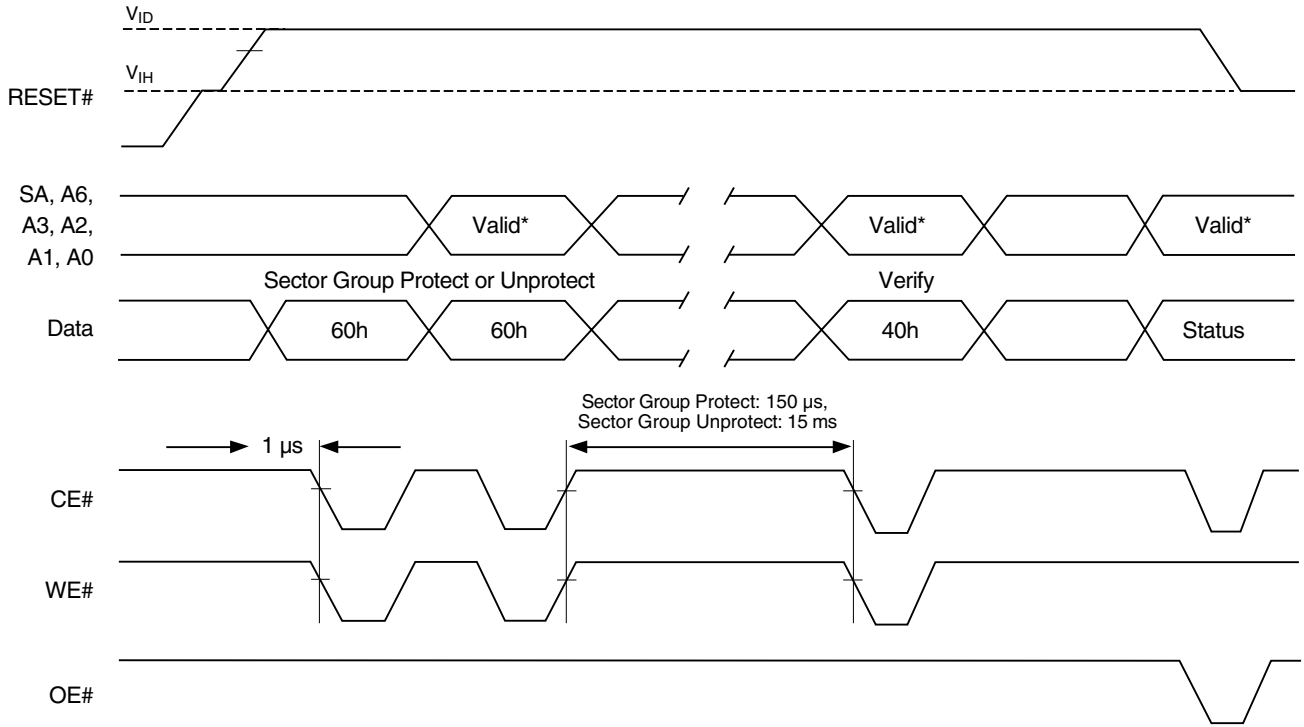 VID
VIH
RESET#
SA, A6,
A3, A2,
A1, A0
Valid*
Valid*
Valid*
Sector Group Protect or Unprotect
Verify
Data
60h
60h
40h
Status
Sector Group Protect: 150 µs,
Sector Group Unprotect: 15 ms
1 µs
CE#
WE#
OE#